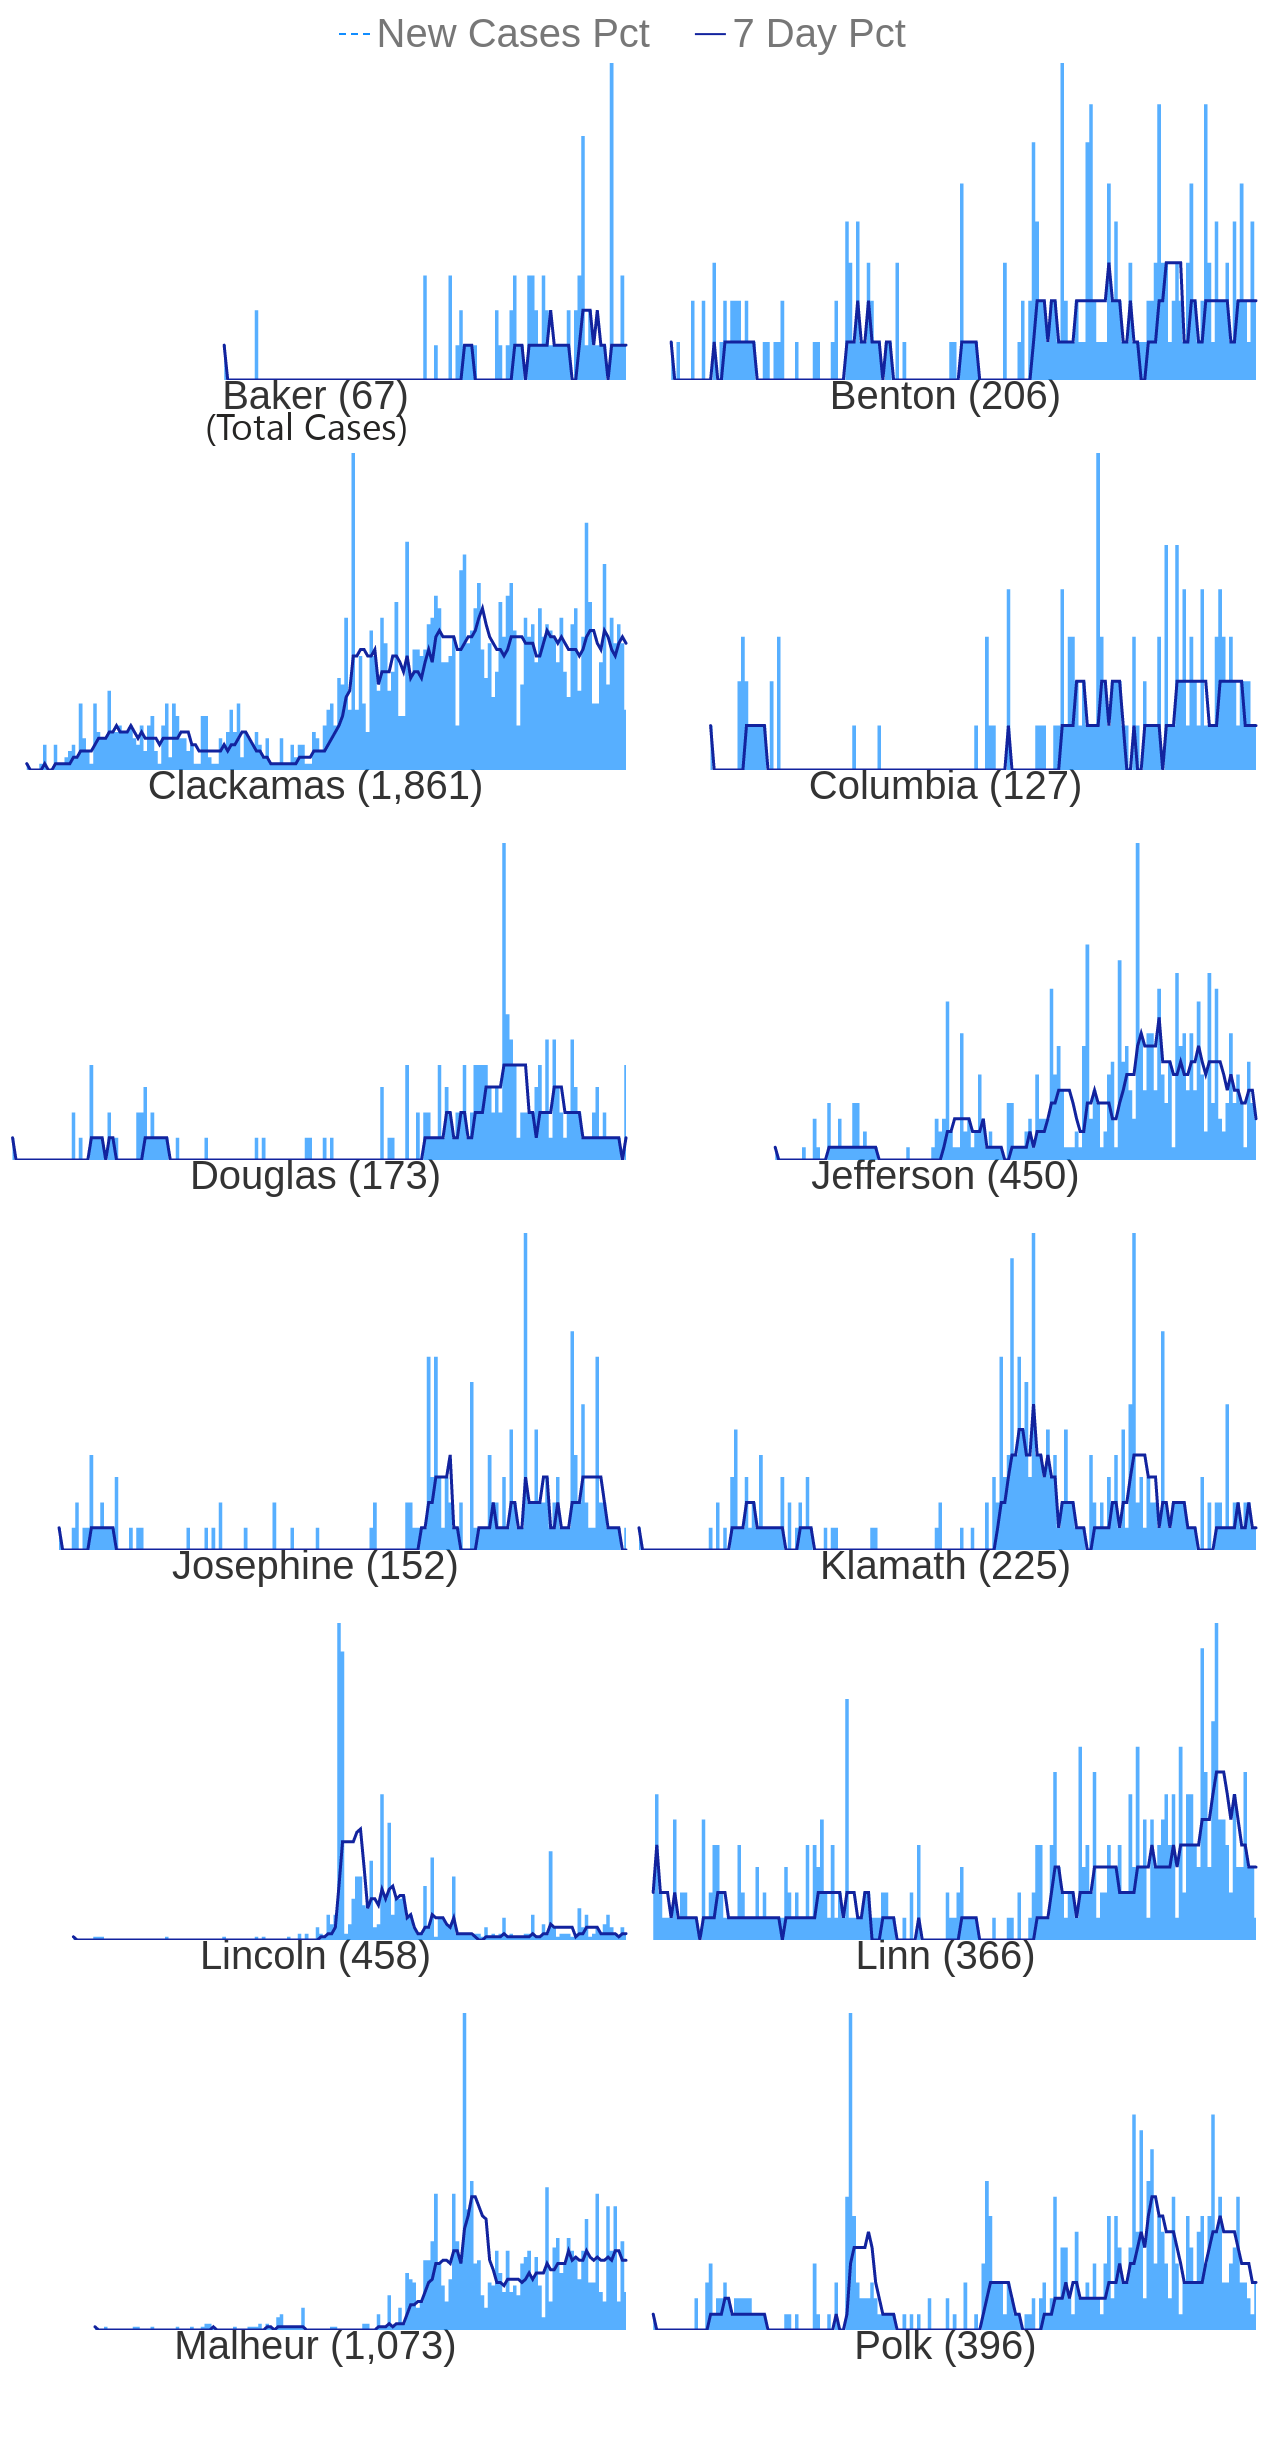 New Cases Pct 7 Day Pct
Baker (67) Benton (206)
(Total Cases)
Clackamas (1,861) Columbia (127)
Douglas (173) Jefferson (450)
Josephine (152) Klamath (225)
Lincoln (458) Linn (366)
Malheur (1,073) Polk (396)